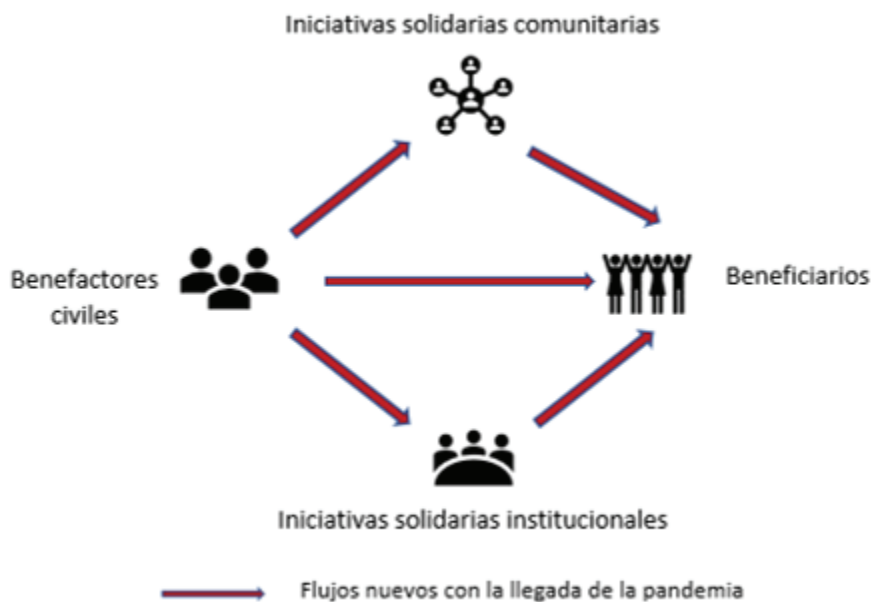 Iniciativas solidarias comunitarias
Benefactores
civiles
Beneficiarios
Iniciativas solidarias institucionales
Flujos nuevos con la llegada de la pandemia